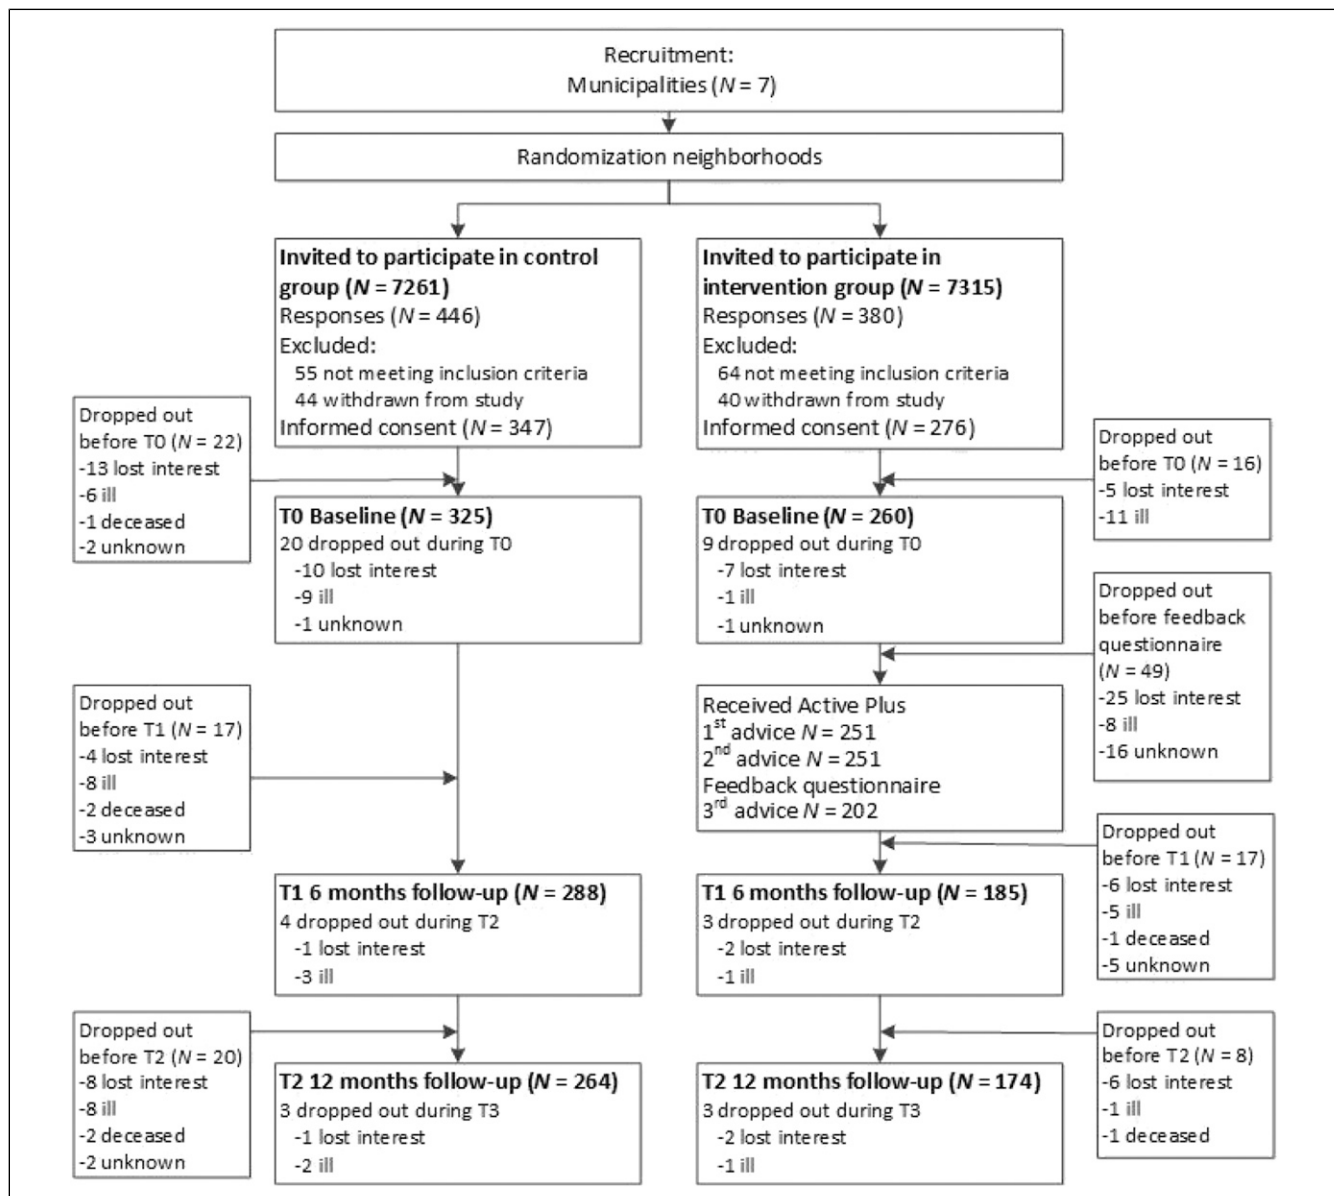 Recruitment:
Municipalities (N = 7)
Randomization neighborhoods
Invited to participate in control
group (N = 7261)
Responses (N = 446)
Excluded:
55 not meeting inclusion criteria
44 withdrawn from study
Informed consent (N = 347)
Invited to participate in
intervention group (N = 7315)
Responses (N = 380)
Excluded:
64 not meeting inclusion criteria
40 withdrawn from study
Informed consent (N = 276)
Dropped out
before T0 (N = 22)
-13 lost interest
-6 ill
-1 deceased
-2 unknown
Dropped out
before T0 (N = 16)
-5 lost interest
-11 ill
T0 Baseline (N = 325)
20 dropped out during T0
-10 lost interest
-9 ill
-1 unknown
T0 Baseline (N = 260)
9 dropped out during T0
-7 lost interest
-1 ill
-1 unknown
Dropped out
before feedback
questionnaire
(N = 49)
-25 lost interest
-8 ill
-16 unknown
Dropped out
before T1 (N = 17)
-4 lost interest
-8 ill
-2 deceased
-3 unknown
Received Active Plus
1st advice N = 251
2nd advice N = 251
Feedback questionnaire
3rd advice N = 202
Dropped out
before T1 (N = 17)
-6 lost interest
-5 ill
-1 deceased
-5 unknown
T1 6 months follow-up (N = 288)
4 dropped out during T2
-1 lost interest
-3 ill
T1 6 months follow-up (N = 185)
3 dropped out during T2
-2 lost interest
-1 ill
Dropped out
before T2 (N = 20)
-8 lost interest
-8 ill
-2 deceased
-2 unknown
Dropped out
before T2 (N = 8)
-6 lost interest
-1 ill
-1 deceased
T2 12 months follow-up (N = 264)
3 dropped out during T3
-1 lost interest
-2 ill
T2 12 months follow-up (N = 174)
3 dropped out during T3
-2 lost interest
-1 ill